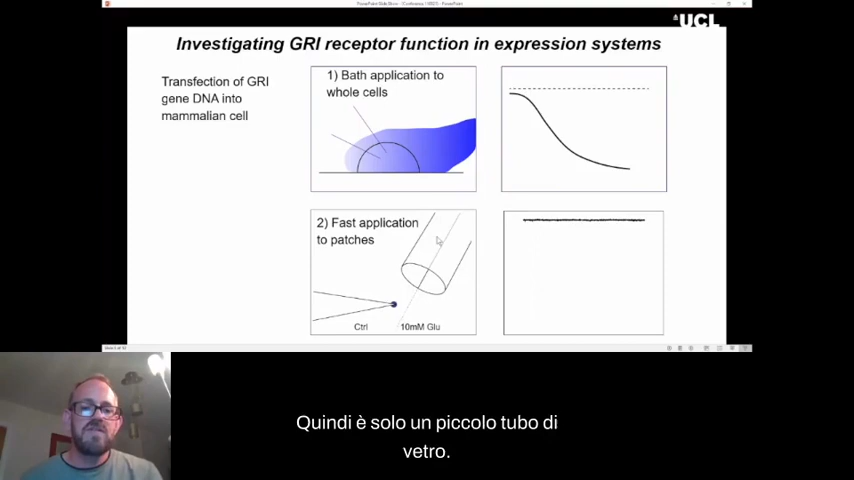 UCL
Investigating GRI receptor function in expression systems
Transfection of GRI
gene DNA into
mammalian cell
1) Bath application to
whole cells
2) Fast application
to patches
Ctrl
10mM Glu
Quindi è solo un piccolo tubo di
vetro.